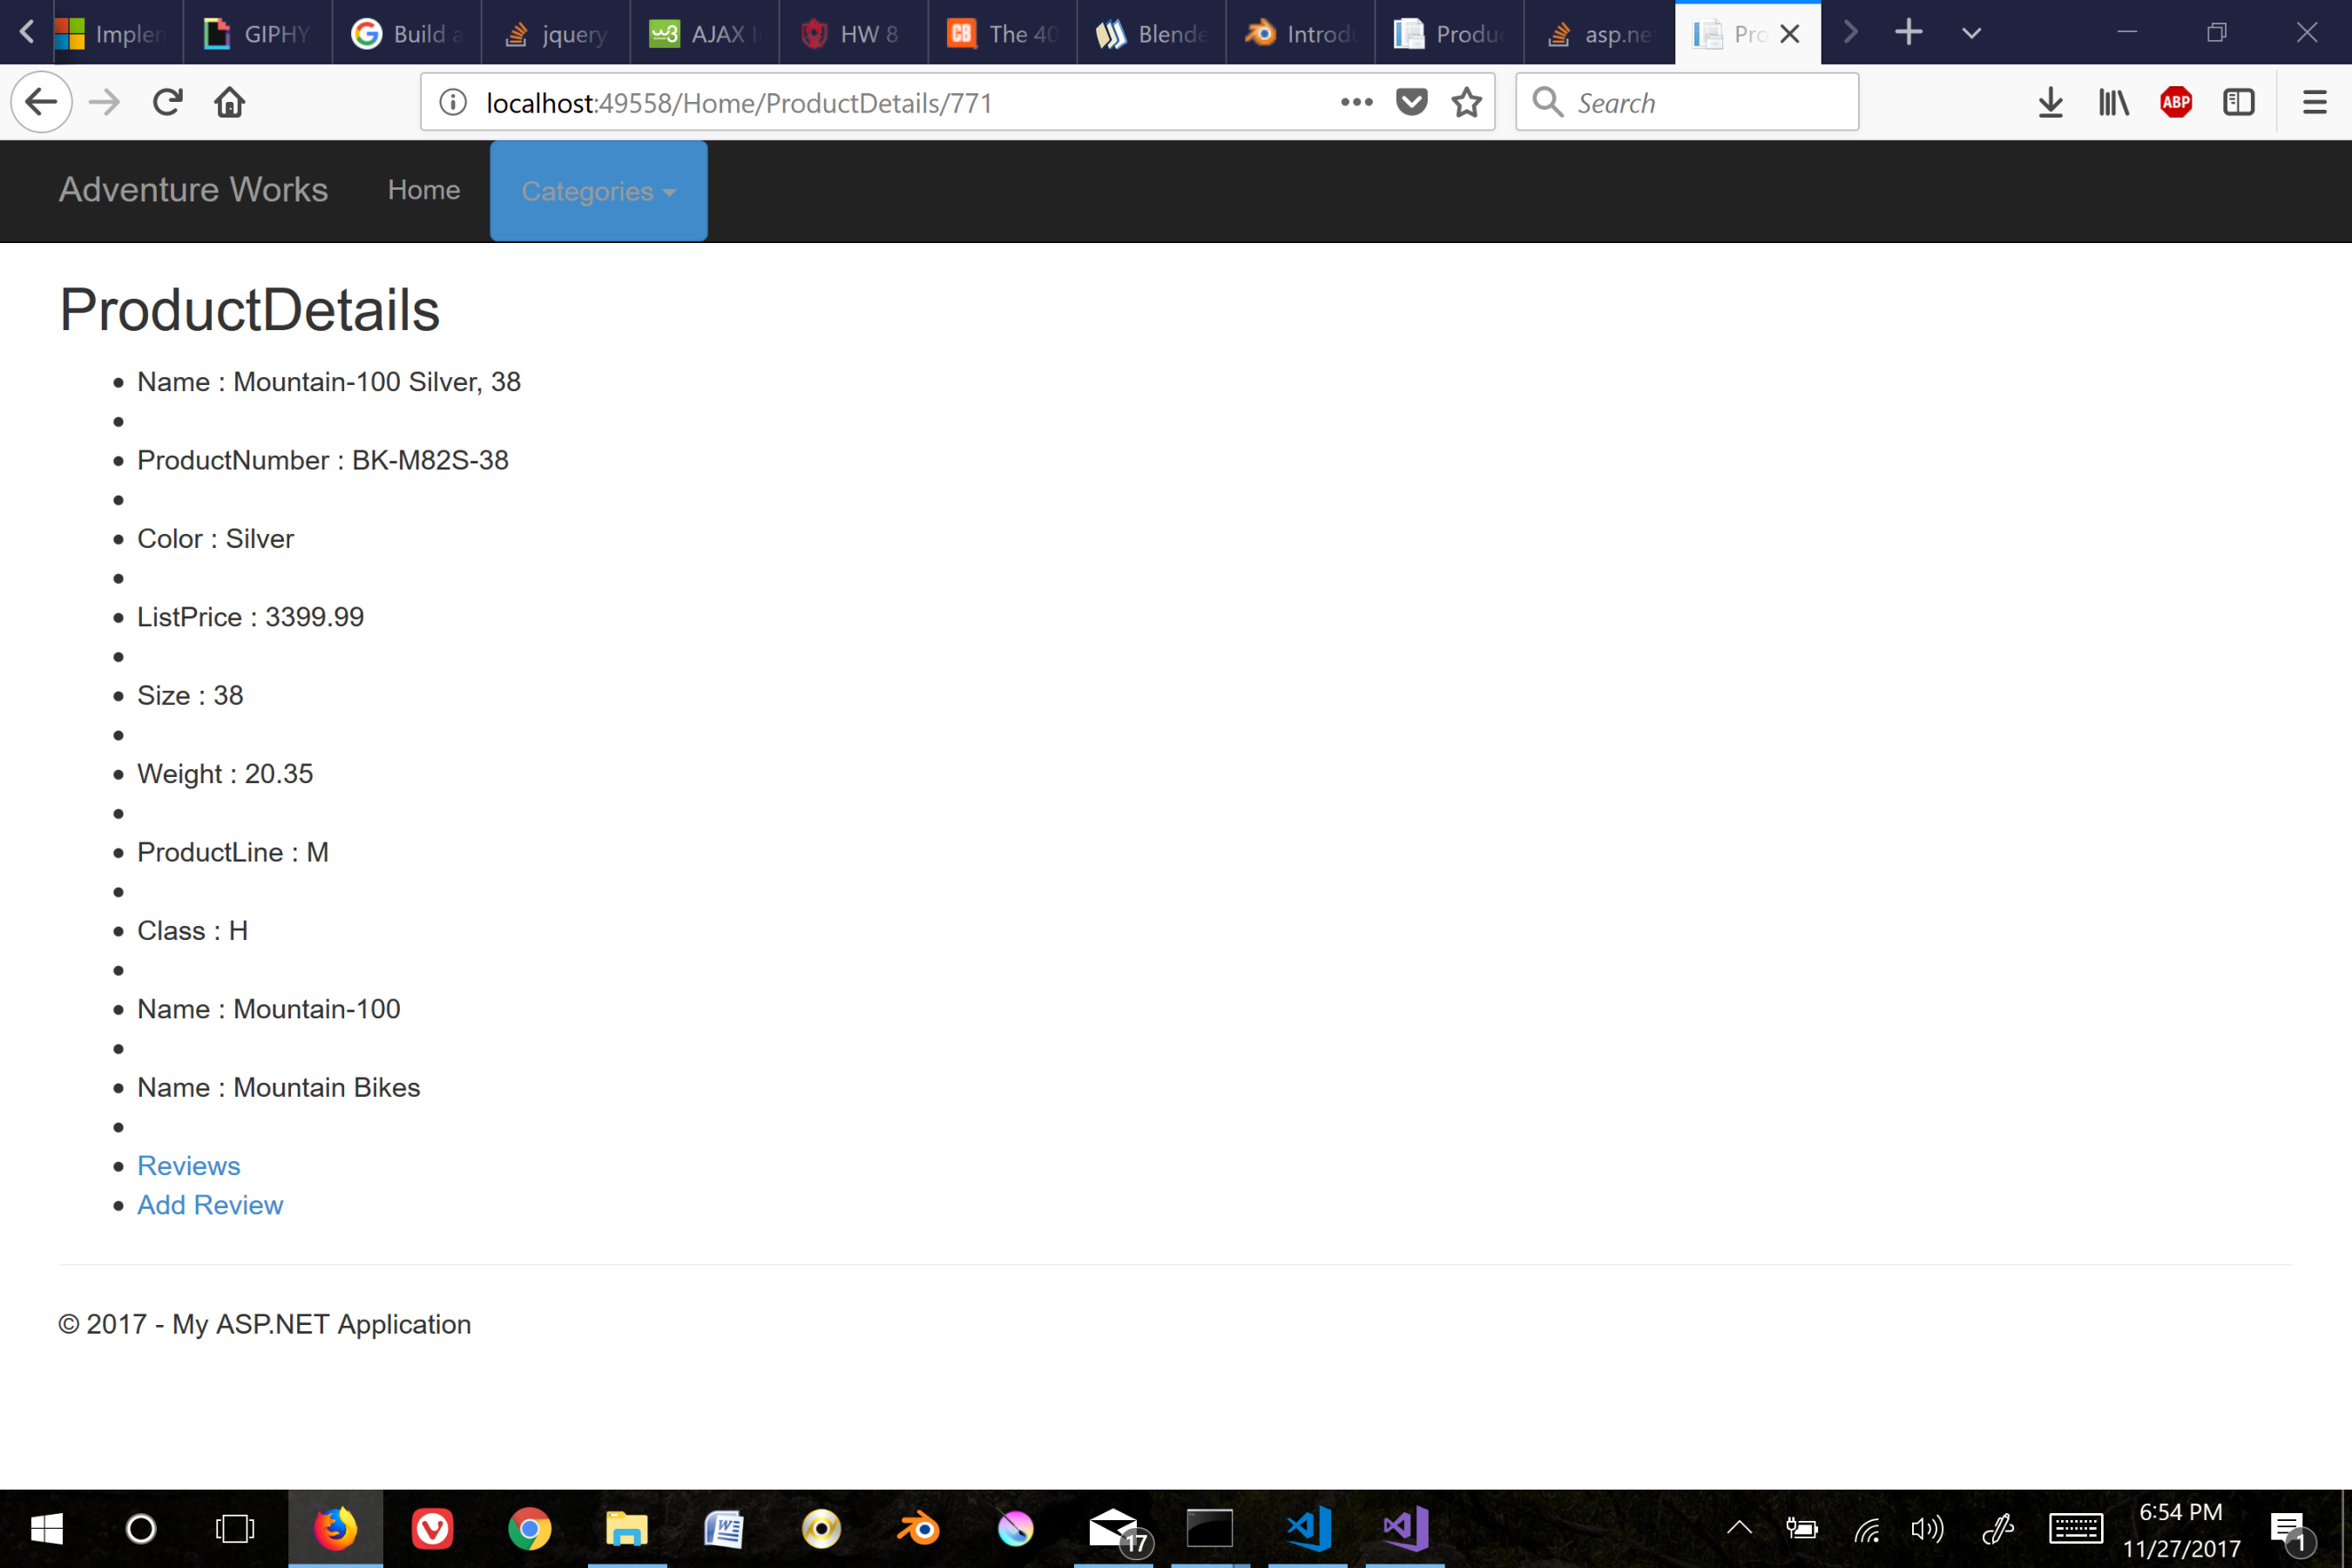 Implen GIPHY Build a jquery AJAX I HW 8 The 40 Blende Introdu Produc asp.ne Pro
localhost:49558/Home/ProductDetails/771 Search ABP
Adventure Works Home Categories
ProductDetails
Name : Mountain-100 Silver, 38
ProductNumber : BK-M82S-38
Color : Silver
ListPrice : 3399.99
Size : 38
Weight : 20.35
ProductLine : M
Class : H
Name : Mountain-100
Name : Mountain Bikes
Reviews
Add Review
© 2017 - My ASP.NET Application
17
6:54 PM
11/27/2017
1